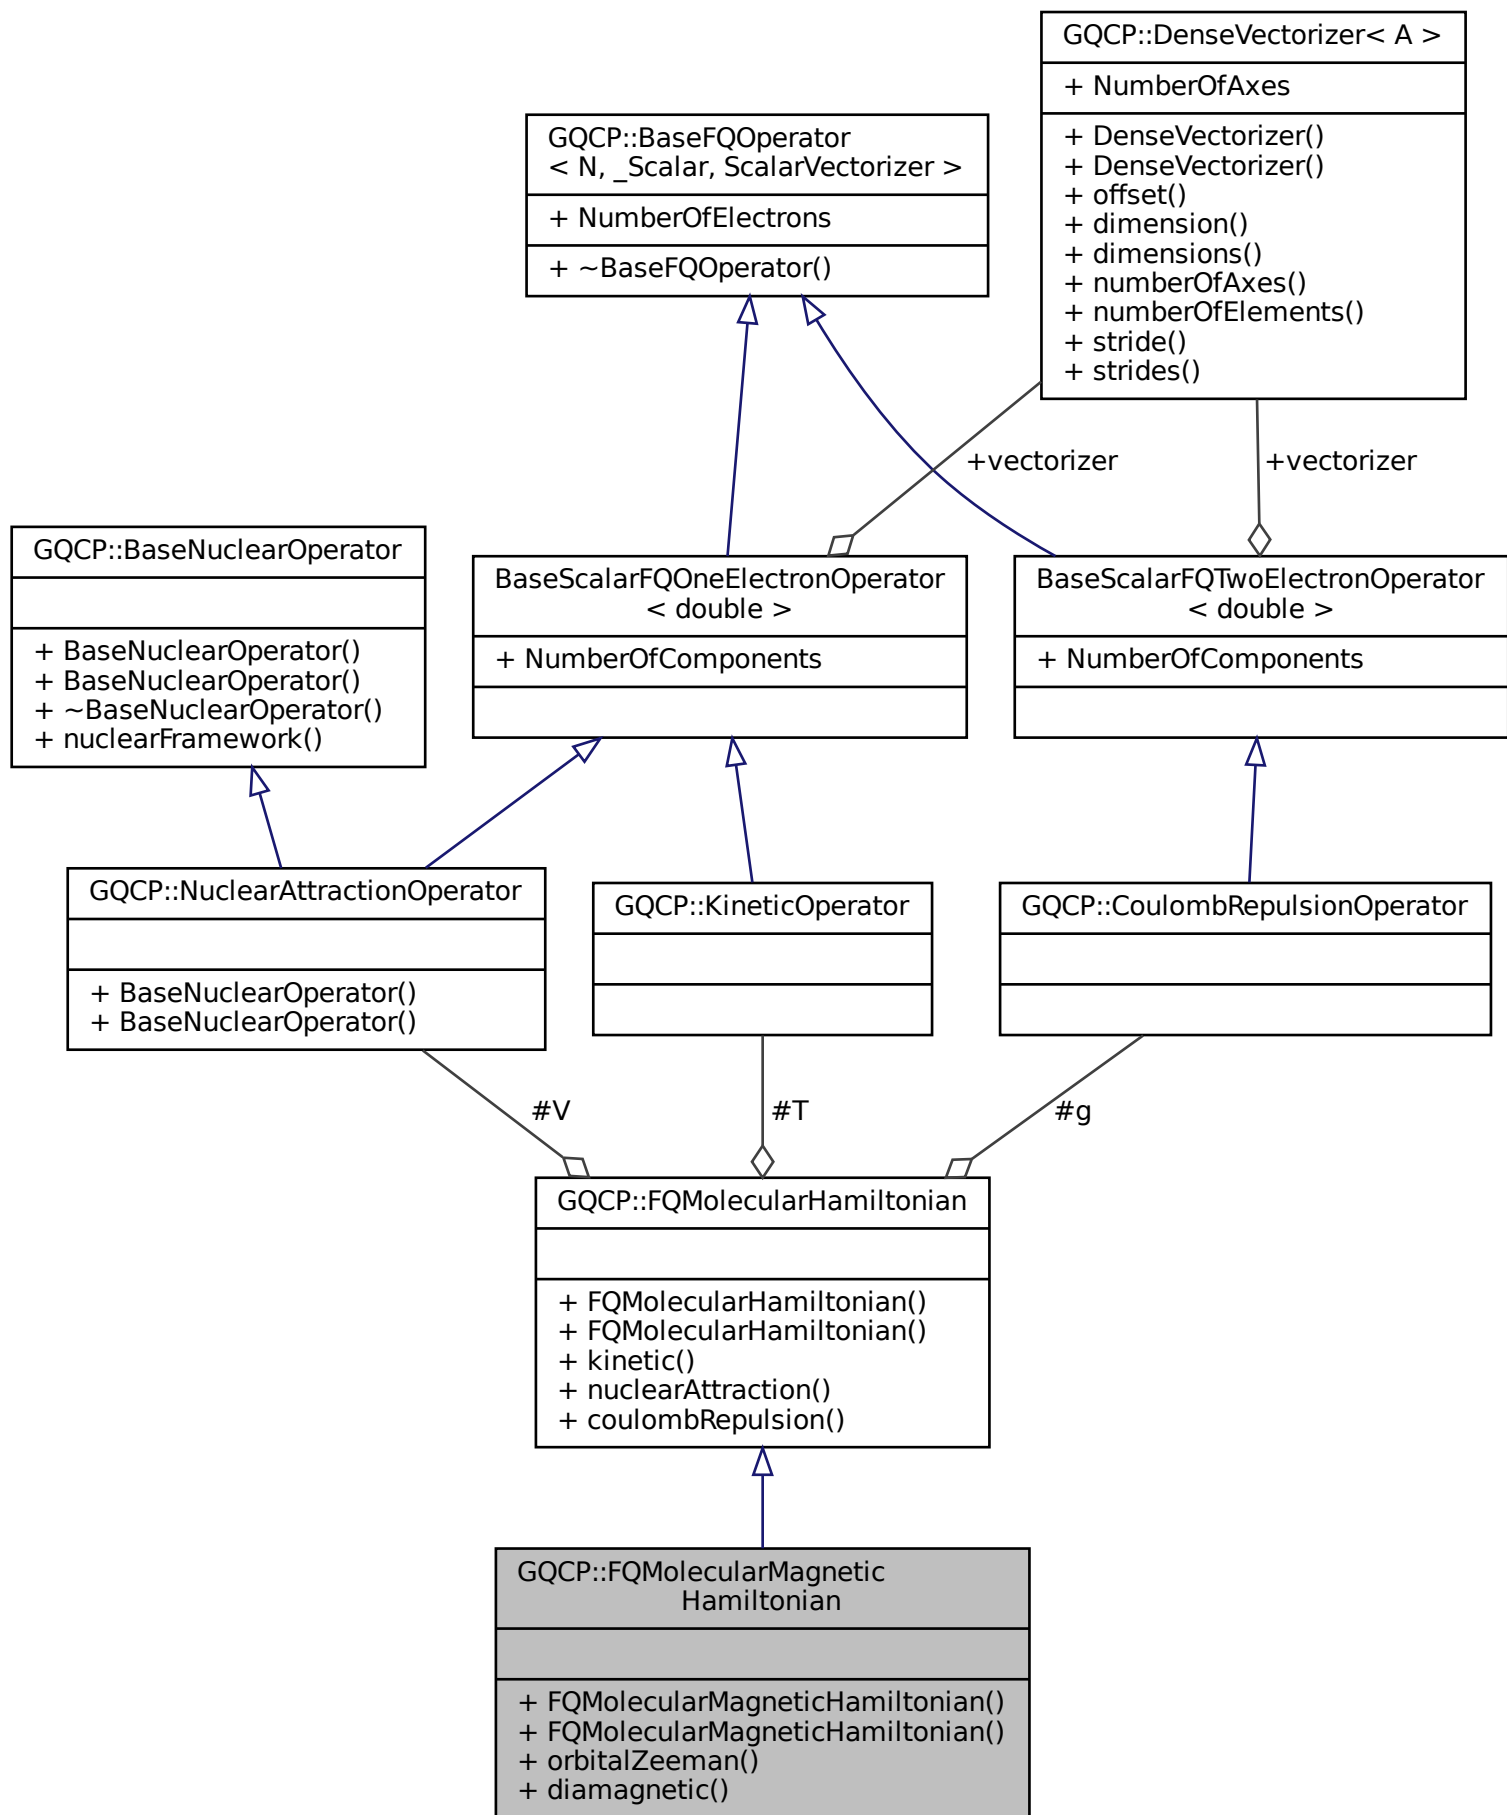 GQCP::DenseVectorizer< A >
+ NumberOfAxes
+ DenseVectorizer()
+ DenseVectorizer()
+ offset()
+ dimension()
+ dimensions()
+ numberOfAxes()
+ numberOfElements()
+ stride()
+ strides()
GQCP::BaseFQOperator
< N, _Scalar, ScalarVectorizer >
+ NumberOfElectrons
+ ~BaseFQOperator()
+vectorizer
+vectorizer
GQCP::BaseNuclearOperator
+ BaseNuclearOperator()
+ BaseNuclearOperator()
+ ~BaseNuclearOperator()
+ nuclearFramework()
BaseScalarFQOneElectronOperator
< double >
+ NumberOfComponents
BaseScalarFQTwoElectronOperator
< double >
+ NumberOfComponents
GQCP::NuclearAttractionOperator
+ BaseNuclearOperator()
+ BaseNuclearOperator()
GQCP::KineticOperator
GQCP::CoulombRepulsionOperator
#V
#T
#g
GQCP::FQMolecularHamiltonian
+ FQMolecularHamiltonian()
+ FQMolecularHamiltonian()
+ kinetic()
+ nuclearAttraction()
+ coulombRepulsion()
GQCP::FQMolecularMagnetic
Hamiltonian
+ FQMolecularMagneticHamiltonian()
+ FQMolecularMagneticHamiltonian()
+ orbitalZeeman()
+ diamagnetic()